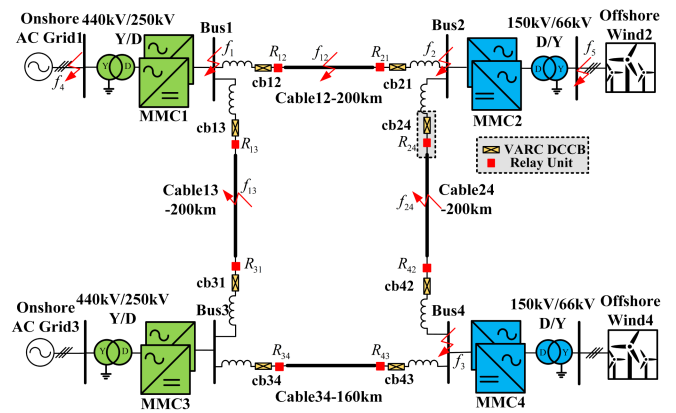 Onshore
AC Grid1
440kV/250kV
Y/D
Bus1
f1
R12
f12
R21
f2
Bus2
150kV/66kV
D/Y
Offshore
Wind2
f4
Y
D
cb12
cb21
D
Y
f5
MMC1
Cable12-200km
MMC2
cb13
R13
cb24
R24
VARC DCCB
Relay Unit
Cable13
-200km
f13
f24
Cable24
-200km
R31
cb31
R42
cb42
Onshore
AC Grid3
440kV/250kV
Y/D
Bus3
Bus4
150kV/66kV
D/Y
Offshore
Wind4
Y
D
R34
R43
f3
D
Y
cb34
cb43
MMC3
Cable34-160km
MMC4